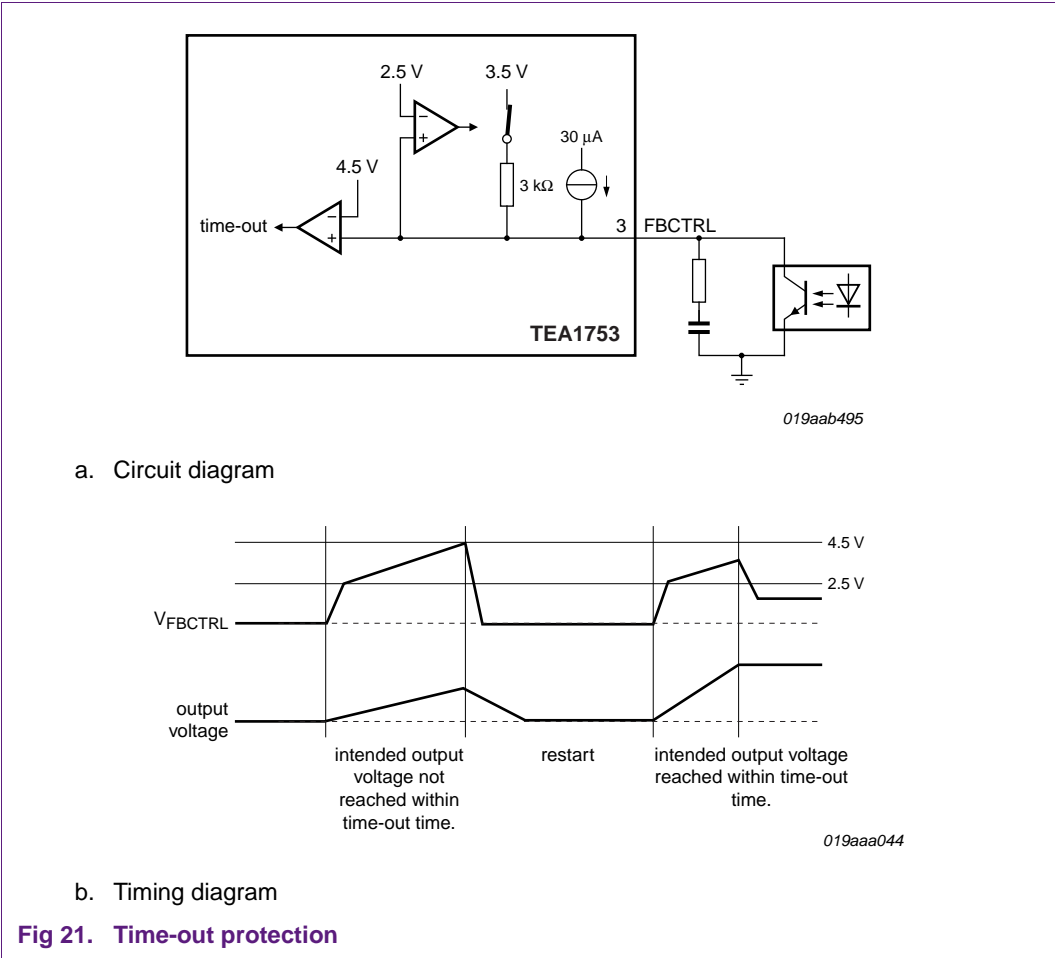 2.5 V
3.5 V
−
+
30 μA
4.5 V
3 kΩ
time-out
−
+
3 FBCTRL
TEA1753
019aab495
a. Circuit diagram
4.5 V
2.5 V
VFBCTRL
output
voltage
intended output
voltage not
reached within
time-out time.
restart
intended output voltage
reached within time-out
time.
019aaa044
b. Timing diagram
Fig 21. Time-out protection